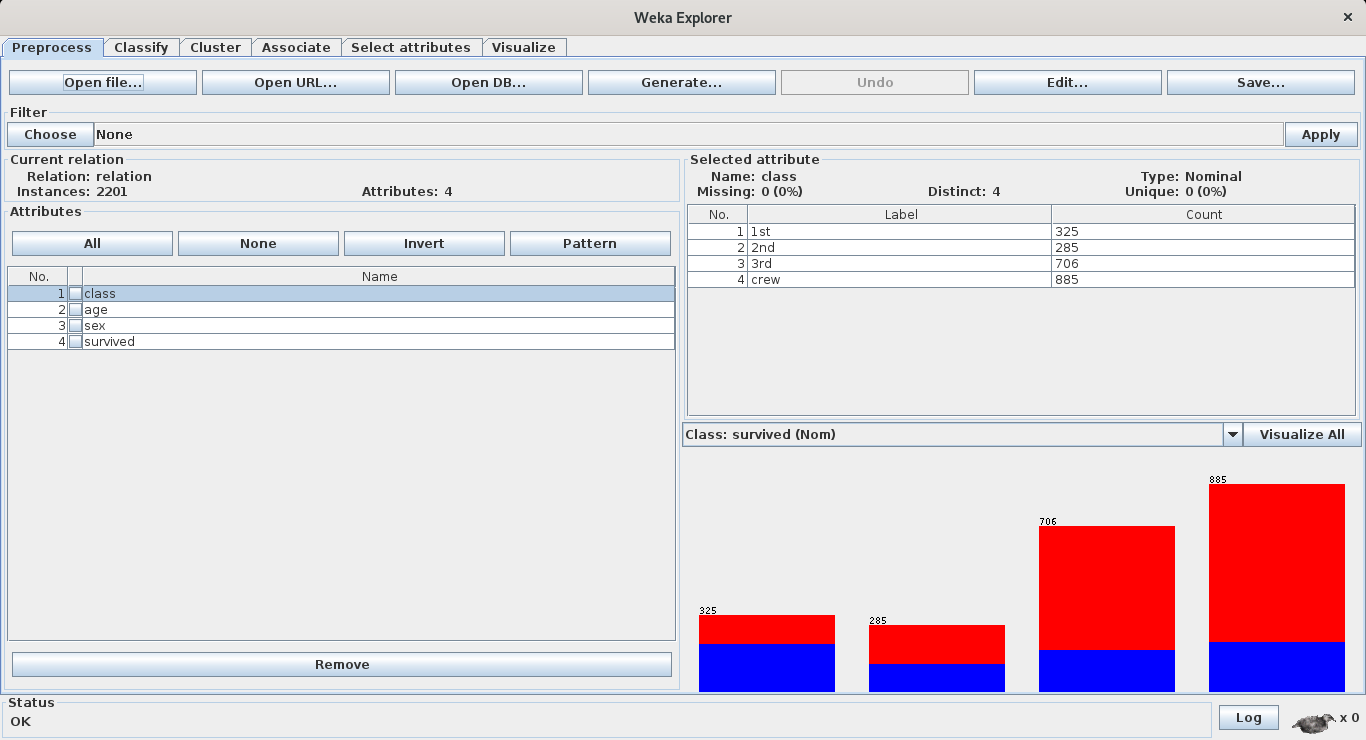 Weka Explorer ×
Preprocess Classify Cluster Associate Select attributes Visualize
Open file... Open URL... Open DB... Generate... Undo Edit... Save...
Filter
Choose None Apply
Current relation
Relation: relation
Instances: 2201 Attributes: 4
Attributes
All None Invert Pattern
No. Name
1 class
2 age
3 sex
4 survived
Remove
Selected attribute
Name: class Type: Nominal
Missing: 0 (0%) Distinct: 4 Unique: 0 (0%)
No. Label Count
1 1st 325
2 2nd 285
3 3rd 706
4 crew 885
Class: survived (Nom) Visualize All
325 285 706 885
Status
OK Log x 0